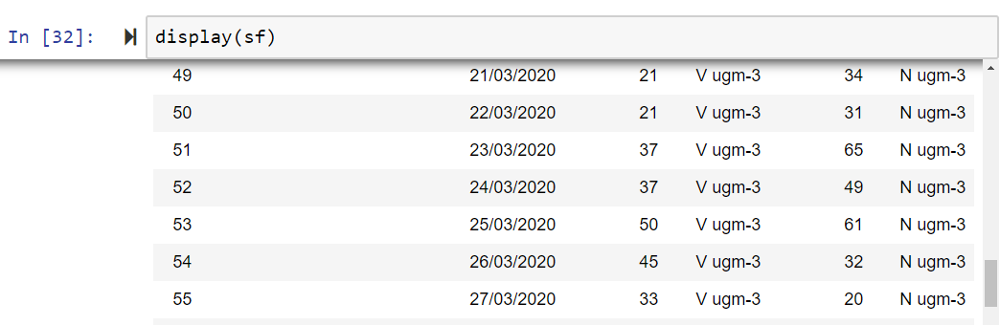 In [32]: display(sf)
49 21/03/2020 21 V ugm-3 34 N ugm-3
50 22/03/2020 21 V ugm-3 31 N ugm-3
51 23/03/2020 37 V ugm-3 65 N ugm-3
52 24/03/2020 37 V ugm-3 49 N ugm-3
53 25/03/2020 50 V ugm-3 61 N ugm-3
54 26/03/2020 45 V ugm-3 32 N ugm-3
55 27/03/2020 33 V ugm-3 20 N ugm-3